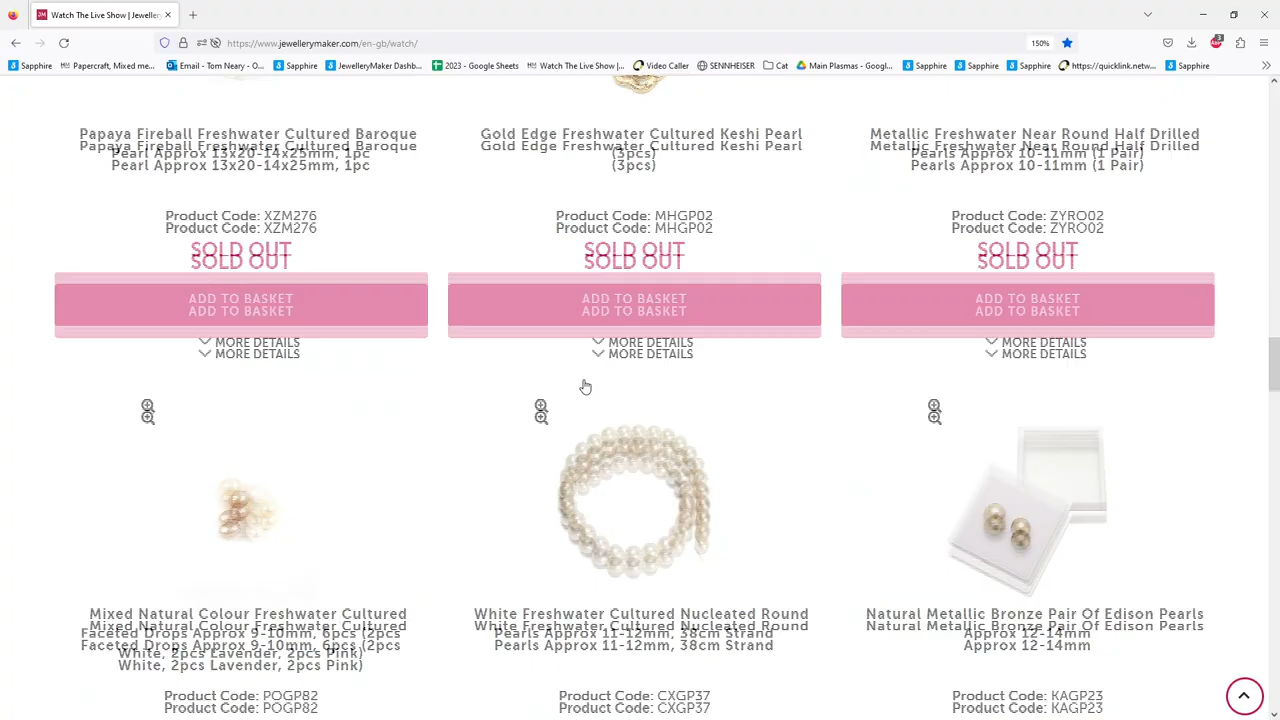 Watch The Live Show | Jeweller
https://www.jewellerymaker.com/en-gb/watch/
150%
3
Sapphire
Papercraft, Mixed me...
Email - Tom Neary - O...
Sapphire
JewelleryMaker Dashb...
2023 - Google Sheets
Watch The Live Show |...
Video Caller
SENNHEISER
Cat
Main Plasmas - Googl...
Sapphire
Sapphire
https://quicklink.netw...
Sapphire
Papaya Fireball Freshwater Cultured Baroque
Pearl Approx 13x20-14x25mm, 1pc
Product Code: XZM276
SOLD OUT
ADD TO BASKET
MORE DETAILS
Gold Edge Freshwater Cultured Keshi Pearl
(3pcs)
Product Code: MHGP02
SOLD OUT
ADD TO BASKET
MORE DETAILS
Metallic Freshwater Near Round Half Drilled
Pearls Approx 10-11mm (1 Pair)
Product Code: ZYRO02
SOLD OUT
ADD TO BASKET
MORE DETAILS
Mixed Natural Colour Freshwater Cultured
Faceted Drops Approx 9-10mm, 6pcs (2pcs
White, 2pcs Lavender, 2pcs Pink)
Product Code: POGP82
White Freshwater Cultured Nucleated Round
Pearls Approx 11-12mm, 38cm Strand
Product Code: CXGP37
Natural Metallic Bronze Pair Of Edison Pearls
Approx 12-14mm
Product Code: KAGP23